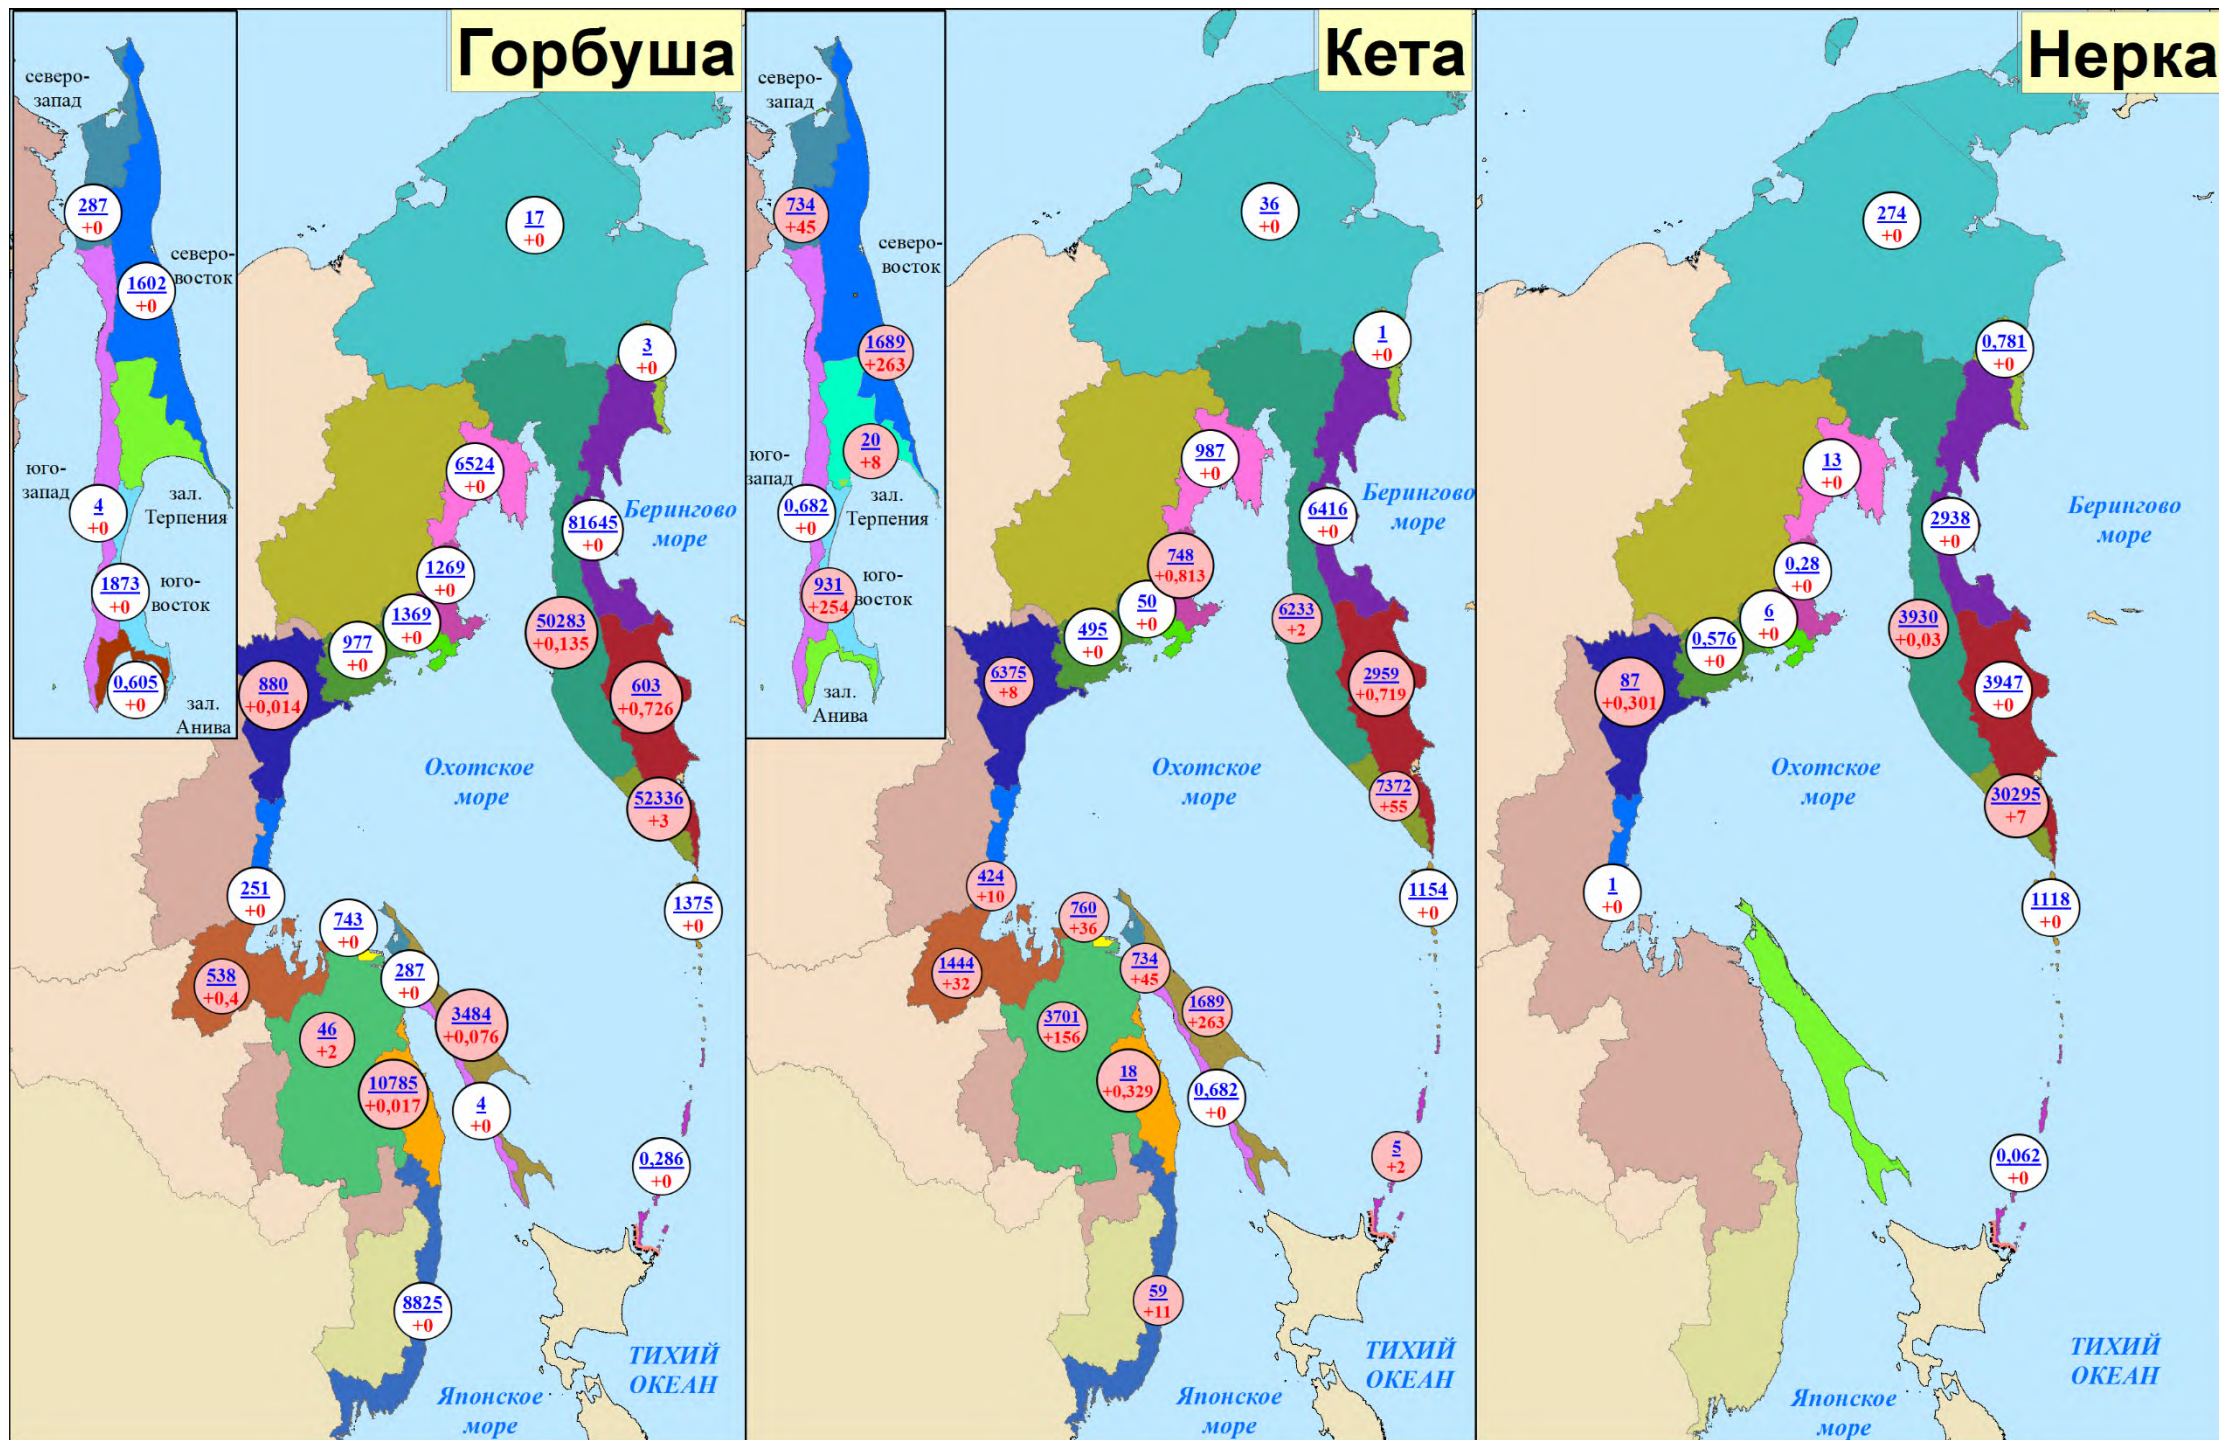 Горбуша
северо-
запад
287
+0
северо-
восток
1602
+0
юго-
запад
4
+0
зал.
Терпения
1873
+0
юго-
восток
0,605
+0
зал.
Анива
17
+0
3
+0
6524
+0
81645
+0
Берингово
море
1269
+0
1369
+0
977
+0
50283
+0,135
880
+0,014
603
+0,726
Охотское
море
52336
+3
251
+0
743
+0
1375
+0
538
+0,4
287
+0
46
+2
3484
+0,076
10785
+0,017
4
+0
0,286
+0
8825
+0
ТИХИЙ
ОКЕАН
Японское
море
Кета
северо-
запад
734
+45
северо-
восток
1689
+263
20
+8
юго-
запад
0,682
+0
зал.
Терпения
931
+254
юго-
восток
зал.
Анива
36
+0
1
+0
987
+0
6416
+0
Берингово
море
748
+0,813
50
+0
495
+0
6233
+2
6375
+8
2959
+0,719
Охотское
море
7372
+55
424
+10
760
+36
1154
+0
1444
+32
734
+45
3701
+156
1689
+263
18
+0,329
0,682
+0
5
+2
59
+11
ТИХИЙ
ОКЕАН
Японское
море
Нерка
274
+0
0,781
+0
13
+0
2938
+0
Берингово
море
0,28
+0
6
+0
0,576
+0
3930
+0,03
87
+0,301
3947
+0
Охотское
море
30295
+7
1
+0
1118
+0
0,062
+0
ТИХИЙ
ОКЕАН
Японское
море